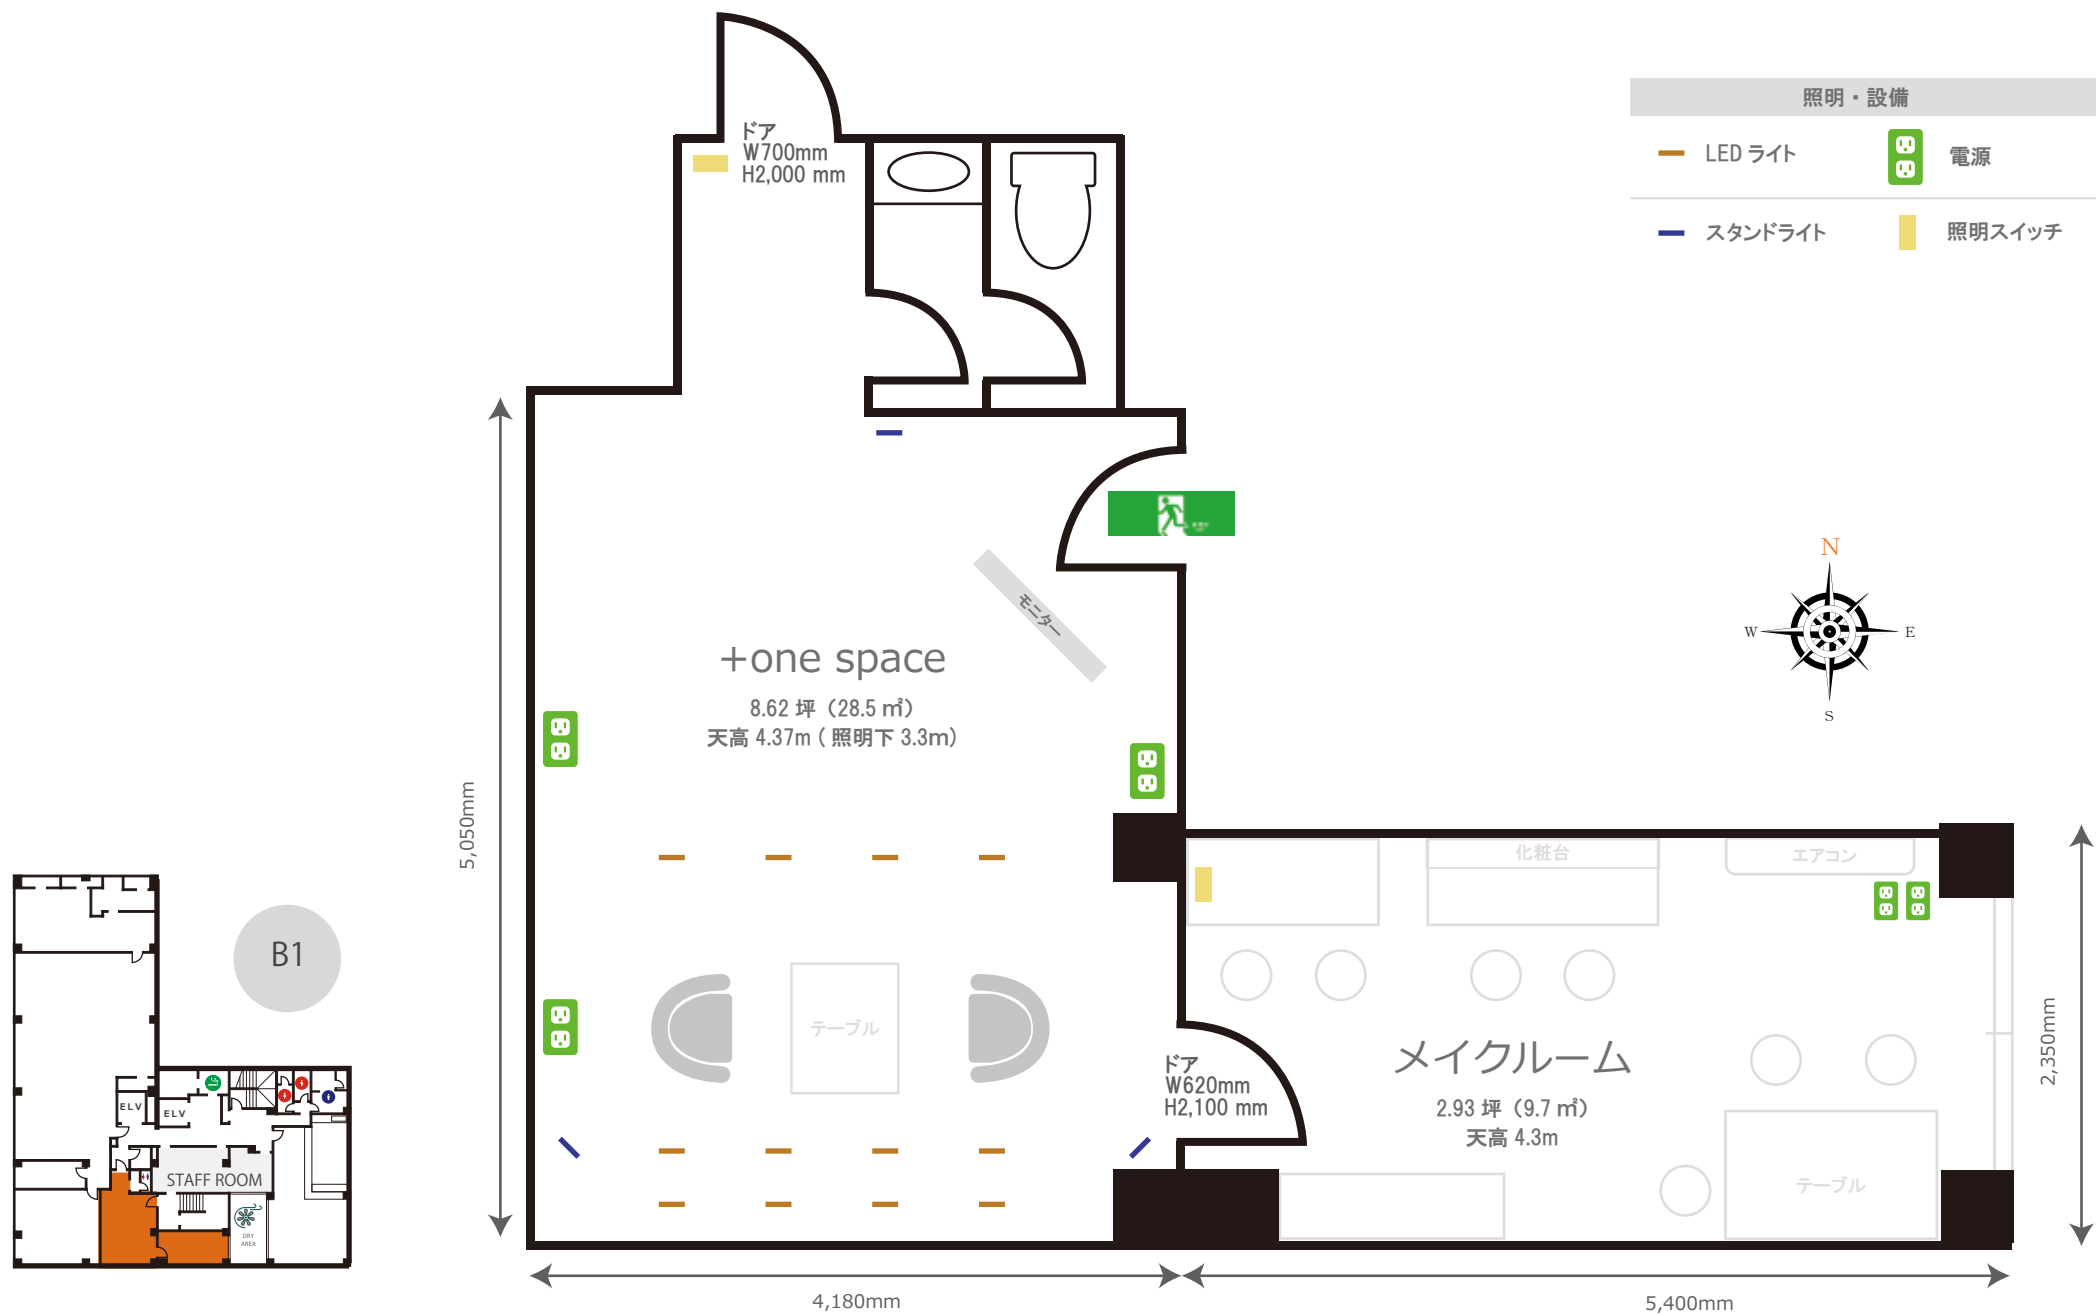 照明・設備
LED ライト
電源
スタンドライト
照明スイッチ
ドア
W700mm
H2,000 mm
モニター
+one space
8.62 坪（28.5 ㎡）
天高 4.37m ( 照明下 3.3m)
5,050mm
N
W
E
S
化粧台
エアコン
テーブル
ドア
W620mm
H2,100 mm
メイクルーム
2.93 坪（9.7 ㎡）
天高 4.3m
テーブル
2,350mm
4,180mm
5,400mm
B1
ELV
ELV
STAFF ROOM
DRY
AREA